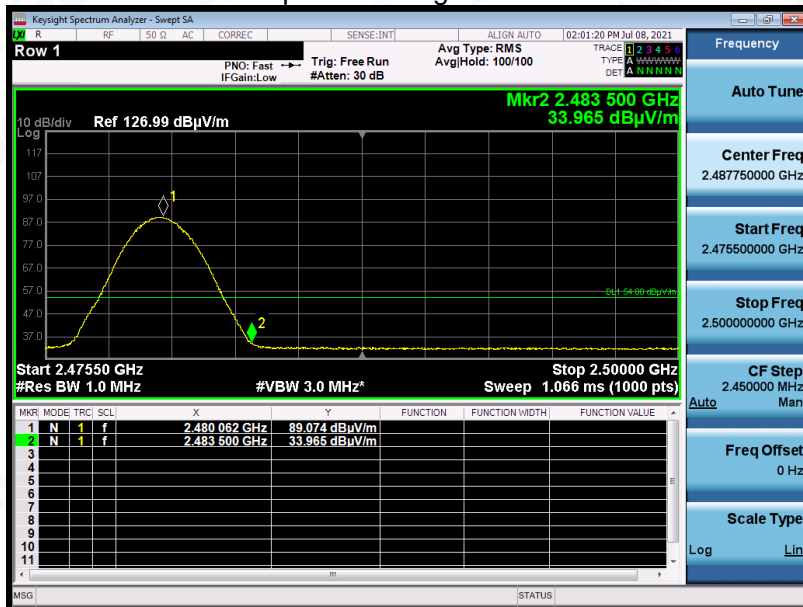 Keysight Spectrum Analyzer - Swept SA
LXI R RF 50 Ω AC CORREC SENSE:INT ALIGN AUTO 02:01:20 PM Jul 08, 2021
Row 1
PNO: Fast
IFGain:Low
Trig: Free Run
#Atten: 30 dB
Avg Type: RMS
Avg|Hold: 100/100
TRACE 1 2 3 4 5 6
TYPE A WWWWW
DET A N N N N N
Mkr2 2.483 500 GHz
33.965 dBµV/m
10 dB/div Ref 126.99 dBµV/m
Log
117
107
97.0
87.0
77.0
67.0
57.0
47.0
37.0
1
2
DL1 54.00 dBµV/m
Start 2.47550 GHz Stop 2.50000 GHz
#Res BW 1.0 MHz #VBW 3.0 MHz* Sweep 1.066 ms (1000 pts)
MKR MODE TRC SCL X Y FUNCTION FUNCTION WIDTH FUNCTION VALUE
1 N 1 f 2.480 062 GHz 89.074 dBµV/m
2 N 1 f 2.483 500 GHz 33.965 dBµV/m
3
4
5
6
7
8
9
10
11
MSG STATUS
Frequency
Auto Tune
Center Freq
2.487750000 GHz
Start Freq
2.475500000 GHz
Stop Freq
2.500000000 GHz
CF Step
2.450000 MHz
Auto Man
Freq Offset
0 Hz
Scale Type
Log Lin